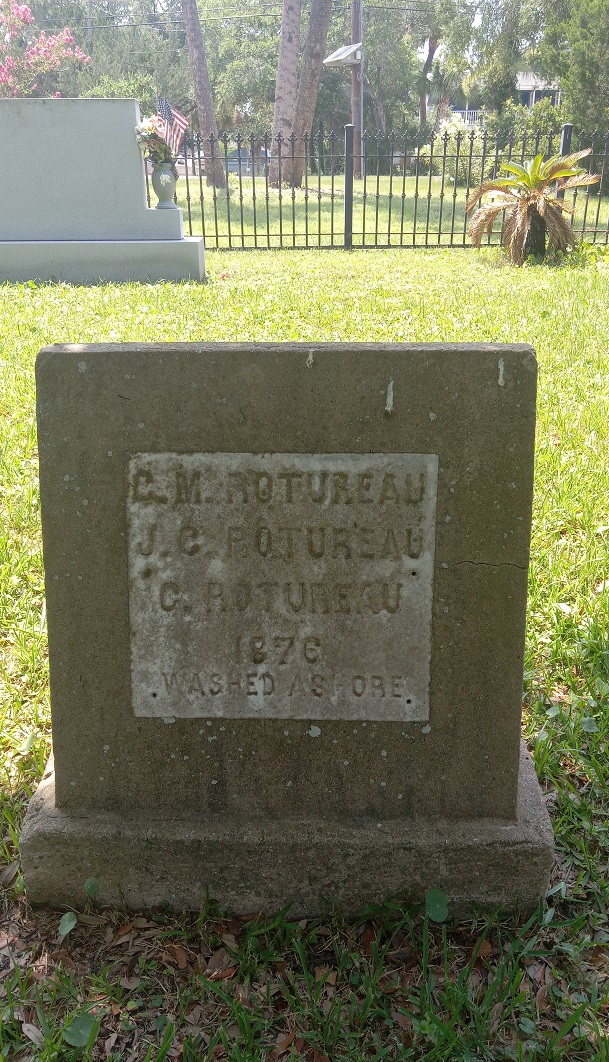 C. M. ROTUREAU
J. C. ROTUREAU
C. ROTUREAU
1876
WASHED ASHORE